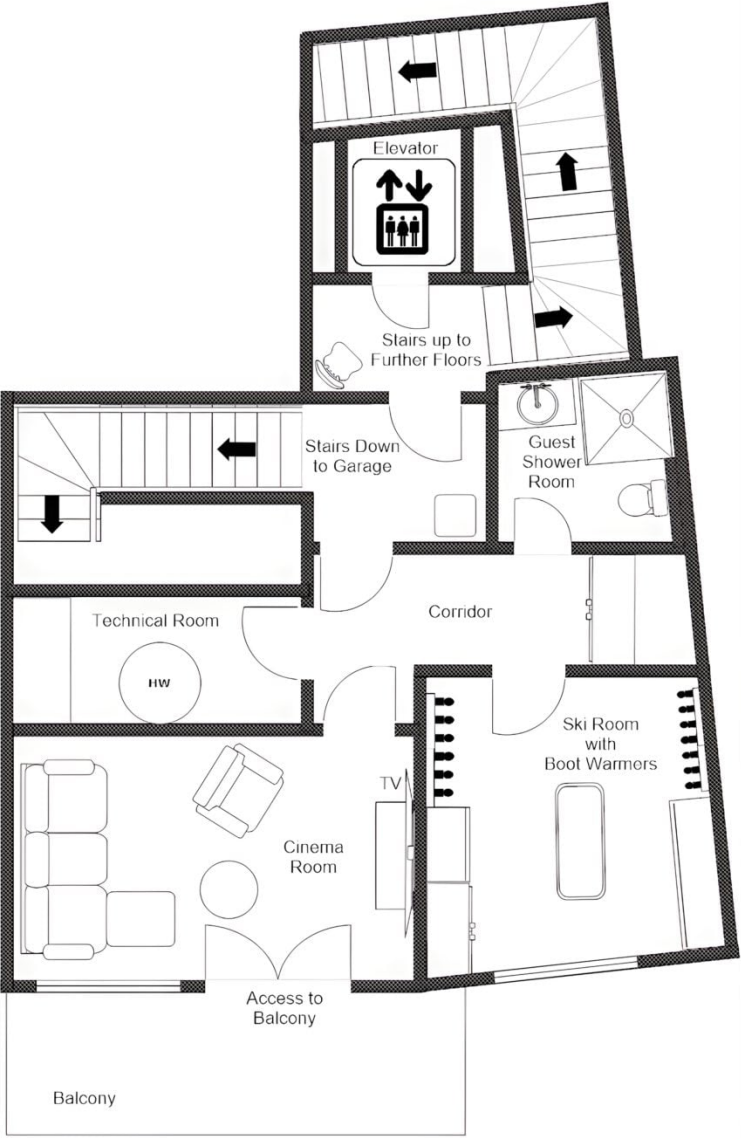 Elevator
Stairs up to
Further Floors
Stairs Down
to Garage
Guest
Shower
Room
Technical Room
Corridor
HW
Ski Room
with
Boot Warmers
TV
Cinema
Room
Access to
Balcony
Balcony